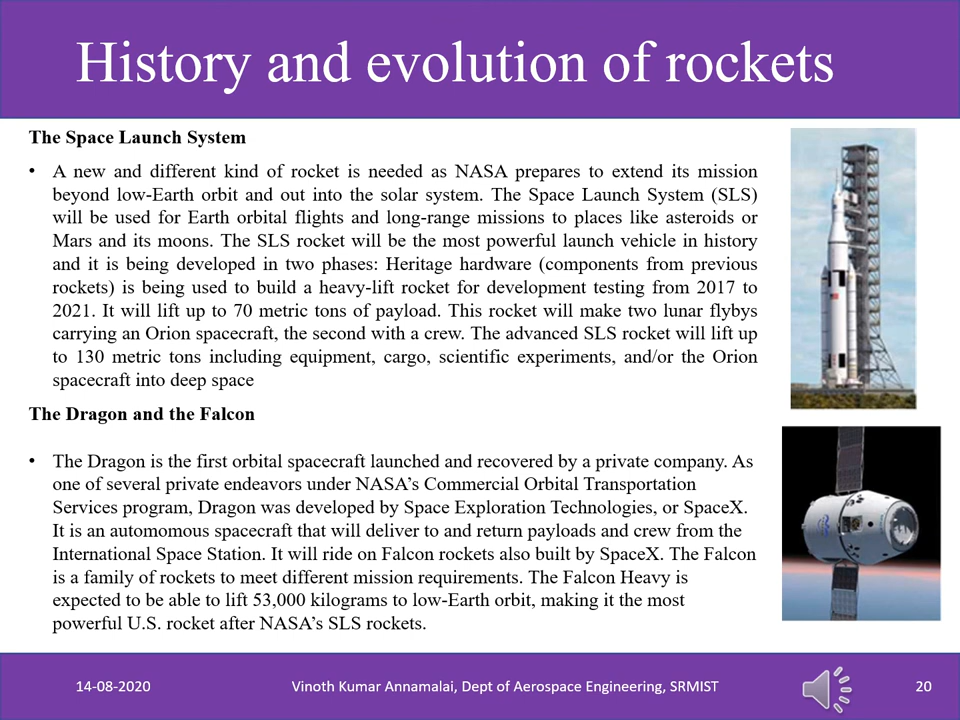 History and evolution of rockets
The Space Launch System
• A new and different kind of rocket is needed as NASA prepares to extend its mission
beyond low-Earth orbit and out into the solar system. The Space Launch System (SLS)
will be used for Earth orbital flights and long-range missions to places like asteroids or
Mars and its moons. The SLS rocket will be the most powerful launch vehicle in history
and it is being developed in two phases: Heritage hardware (components from previous
rockets) is being used to build a heavy-lift rocket for development testing from 2017 to
2021. It will lift up to 70 metric tons of payload. This rocket will make two lunar flybys
carrying an Orion spacecraft, the second with a crew. The advanced SLS rocket will lift up
to 130 metric tons including equipment, cargo, scientific experiments, and/or the Orion
spacecraft into deep space
The Dragon and the Falcon
• The Dragon is the first orbital spacecraft launched and recovered by a private company. As
one of several private endeavors under NASA’s Commercial Orbital Transportation
Services program, Dragon was developed by Space Exploration Technologies, or SpaceX.
It is an automomous spacecraft that will deliver to and return payloads and crew from the
International Space Station. It will ride on Falcon rockets also built by SpaceX. The Falcon
is a family of rockets to meet different mission requirements. The Falcon Heavy is
expected to be able to lift 53,000 kilograms to low-Earth orbit, making it the most
powerful U.S. rocket after NASA’s SLS rockets.
14-08-2020
Vinoth Kumar Annamalai, Dept of Aerospace Engineering, SRMIST
20